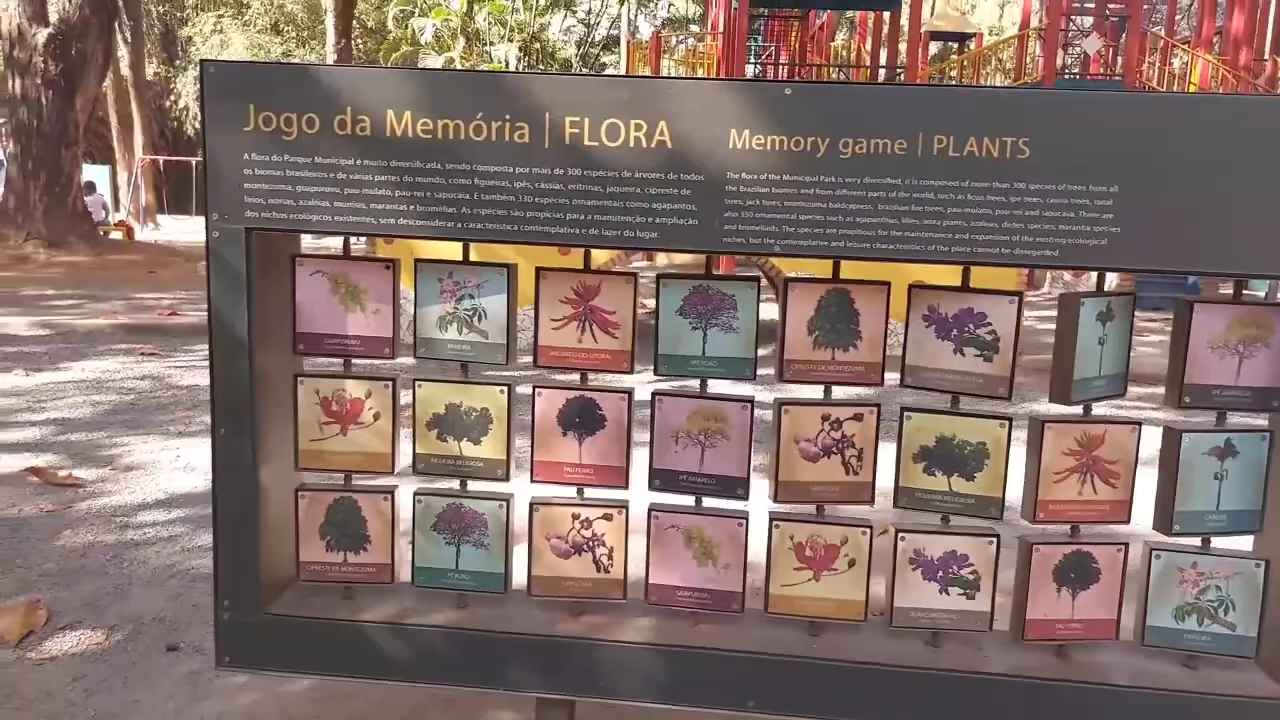 Jogo da Memória | FLORA
A flora do Parque Municipal é muito diversificada, sendo composta por mais de 300 espécies de árvores de todos
os biomas brasileiros e de várias partes do mundo, como figueiras, ipês, cássias, eritrinas, jaqueira, cipreste de
montezuma, guapuruvu, pau-mulato, pau-rei e sapucaia. E também 330 espécies ornamentais como agapantos,
lírios, ixorias, azaléias, moréias, marantas e bromélias. As espécies são propícias para a manutenção e ampliação
dos nichos ecológicos existentes, sem desconsiderar a característica contemplativa e de lazer do lugar.
Memory game | PLANTS
The flora of the Municipal Park is very diversified, it is composed of more than 300 species of trees from all
the Brazilian biomes and from different parts of the world, such as ficus trees, ipe trees, cassia trees, coral
trees, jack trees, montezuma baldcypress, brazilian fire trees, pau-mulato, pau-rei and sapucaia. There are
also 330 ornamental species such as agapanthus, lilies, ixora plants, azaleas, dietes species, maranta species
and bromeliads. The species are propitious for the maintenance and expansion of the existing ecological
niches, but the contemplative and leisure characteristics of the place cannot be disregarded.
GUAPURUVU
PANEIRA
MULUNGU-DO-LITORAL
IPÊ ROXO
CIPRESTE DE MONTEZUMA
IPÊ AMARELO
FIGUEIRA RELIGIOSA
PAU FERRO
IPÊ AMARELO
FIGUEIRA RELIGIOSA
CIPRESTE DE MONTEZUMA
IPÊ ROXO
GUAPURUVU
PAU FERRO
PANEIRA